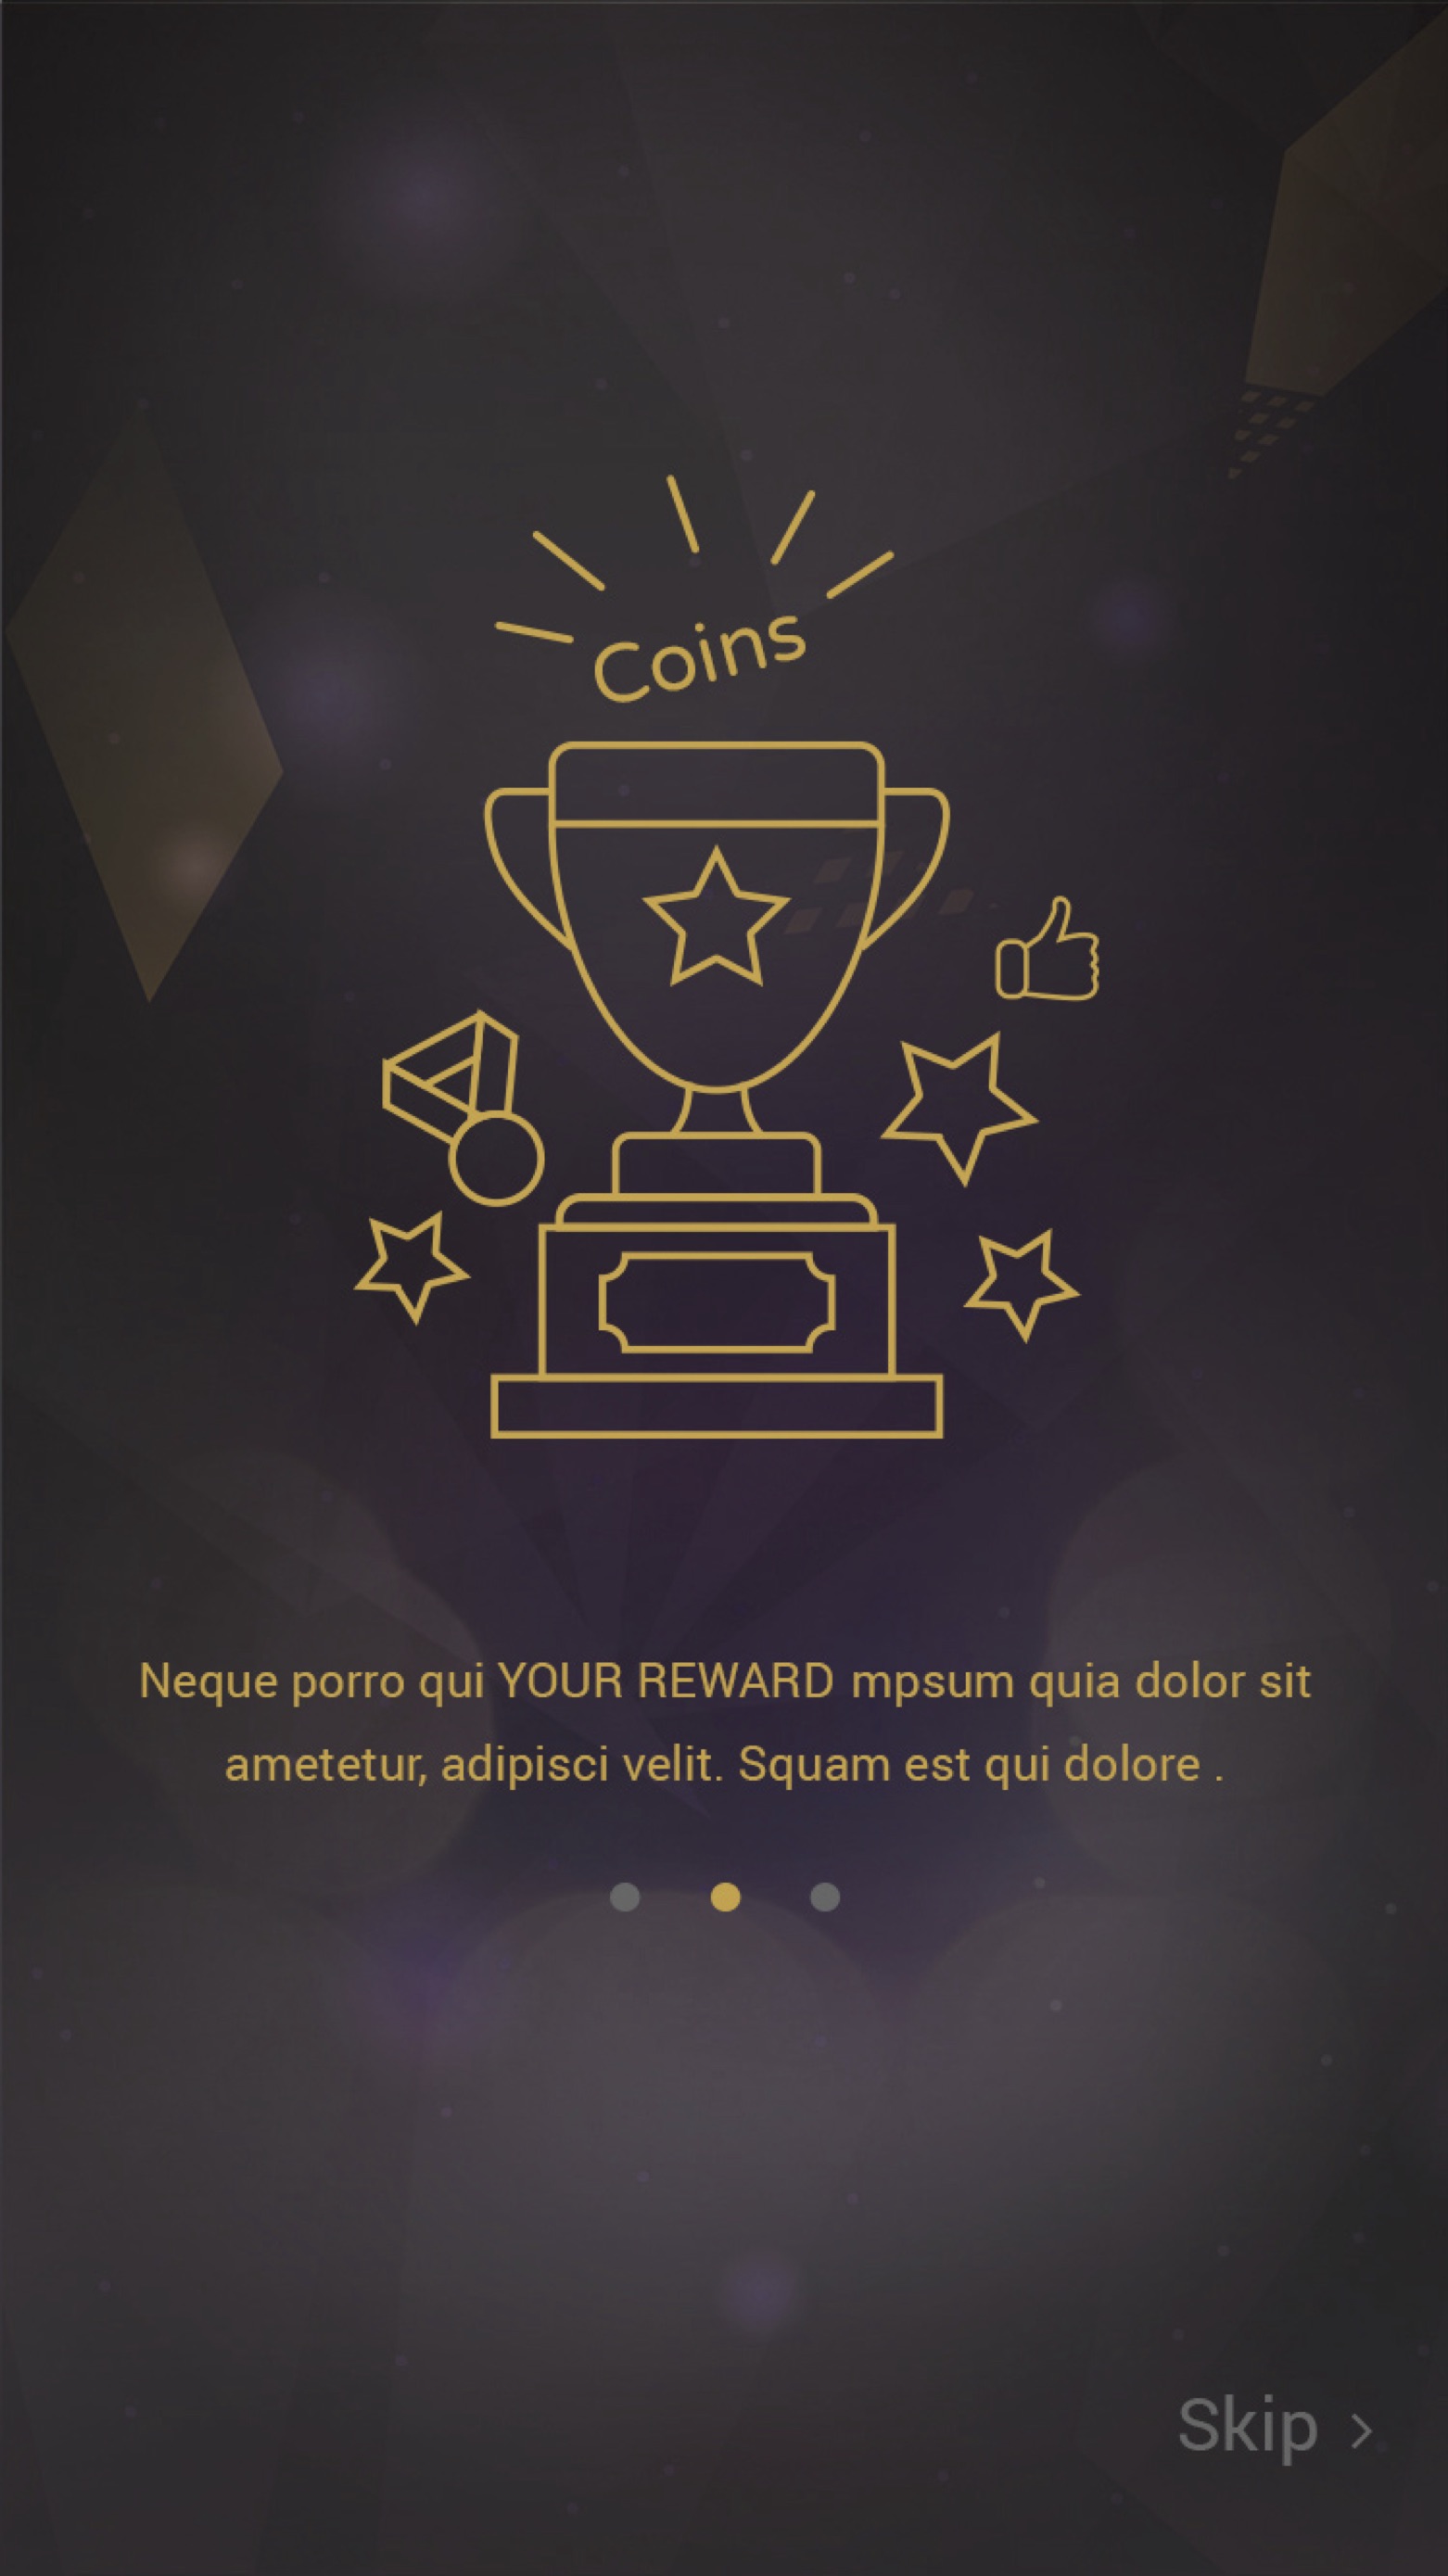 Coins
Neque porro qui YOUR REWARD mpsum quia dolor sit
ametetur, adipisci velit. Squam est qui dolore .
Skip >